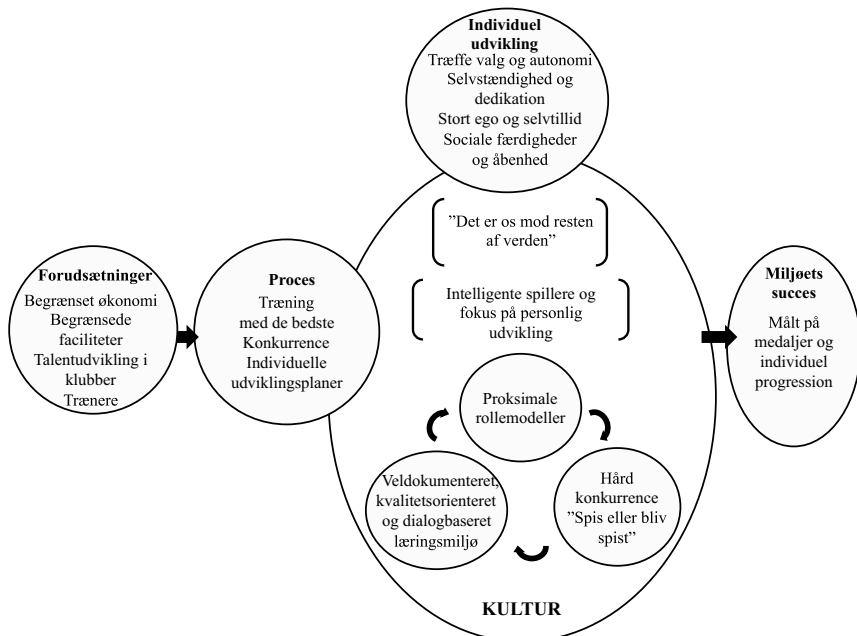 Individuel
udvikling
Træffe valg og autonomi
Selvstændighed og
dedikation
Stort ego og selvtillid
Sociale færdigheder
og åbenhed
”Det er os mod resten
af verden”
Forudsætninger
Begrænset økonomi
Begrænsede
faciliteter
Talentudvikling i
klubber
Trænere
Proces
Træning
med de bedste
Konkurrence
Individuelle
udviklingsplaner
Intelligente spillere og
fokus på personlig
udvikling
Miljøets
succes
Målt på
medaljer og
individuel
progression
Proksimale
rollemodeller
Veldokumenteret,
kvalitetsorienteret
og dialogbaseret
læringsmiljø
Hård
konkurrence
”Spis eller bliv
spist”
KULTUR